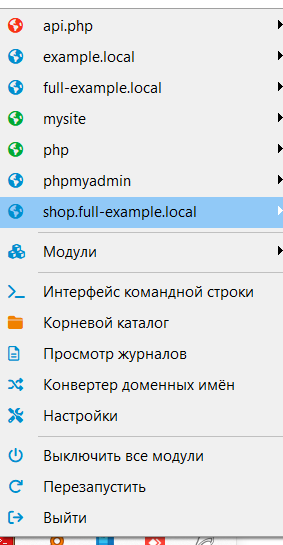 api.php
example.local
full-example.local
mysite
php
phpmyadmin
shop.full-example.local
Модули
Интерфейс командной строки
Корневой каталог
Просмотр журналов
Конвертер доменных имён
Настройки
Выключить все модули
Перезапустить
Выйти